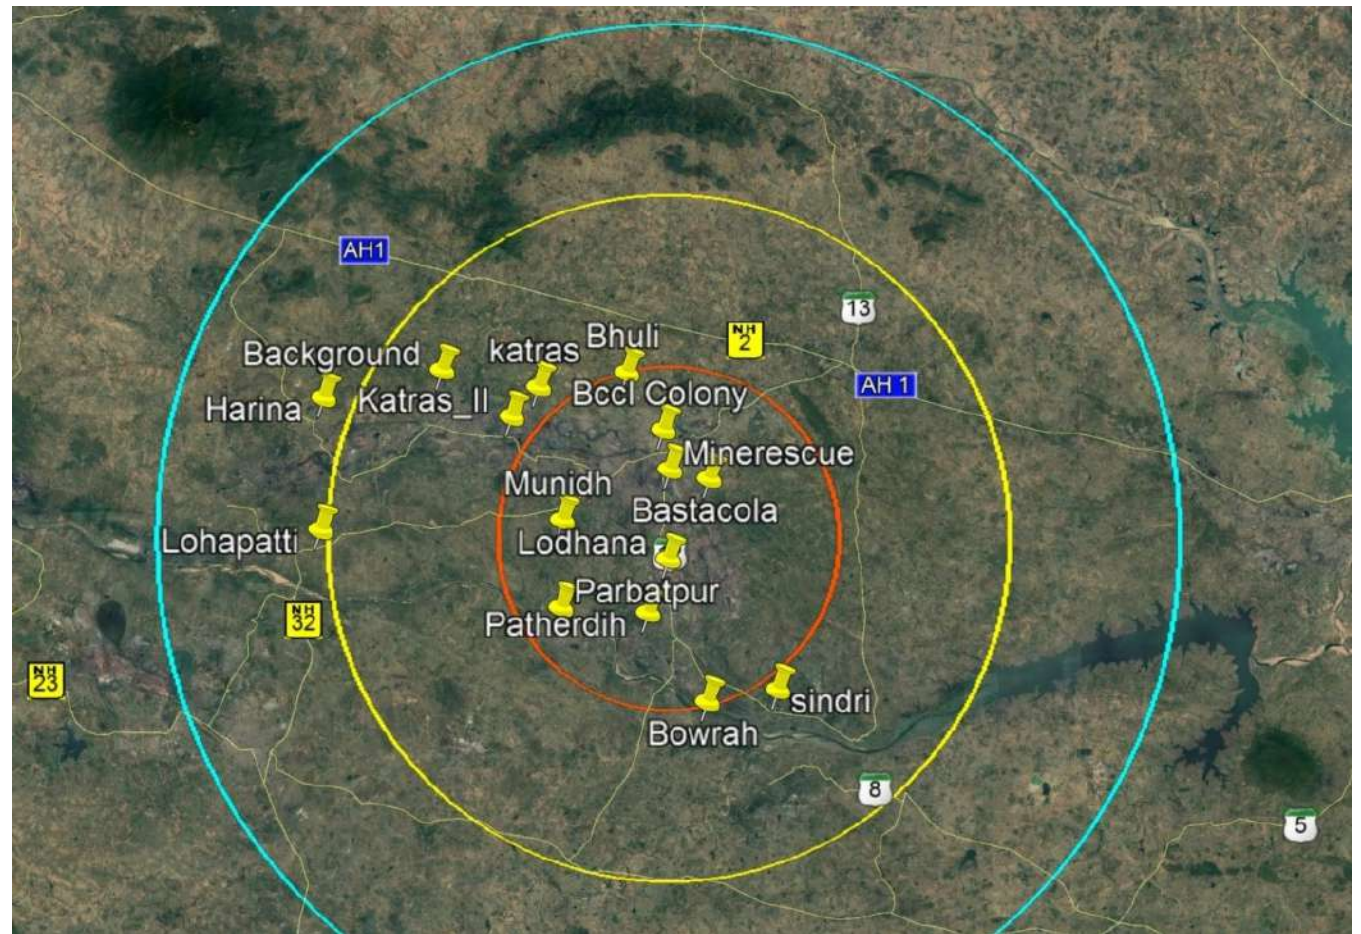 AH1
13
NH
2
Bhuli
katras
Background
AH 1
Bccl Colony
Katras_II
Harina
Minerescue
Munidh
Bastacola
Lodhana
Lohapatti
Parbatpur
NH
32
Patherdih
NH
23
sindri
Bowrah
8
5